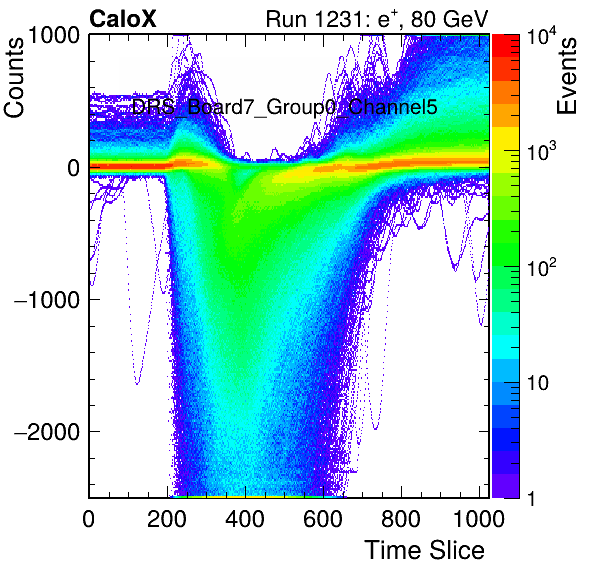 CaloX Run 1231: e⁺, 80 GeV
Counts
Events
DRS_Board7_Group0_Channel5
1000
0
−1000
−2000
0 200 400 600 800 1000
Time Slice
10⁴
10³
10²
10
1